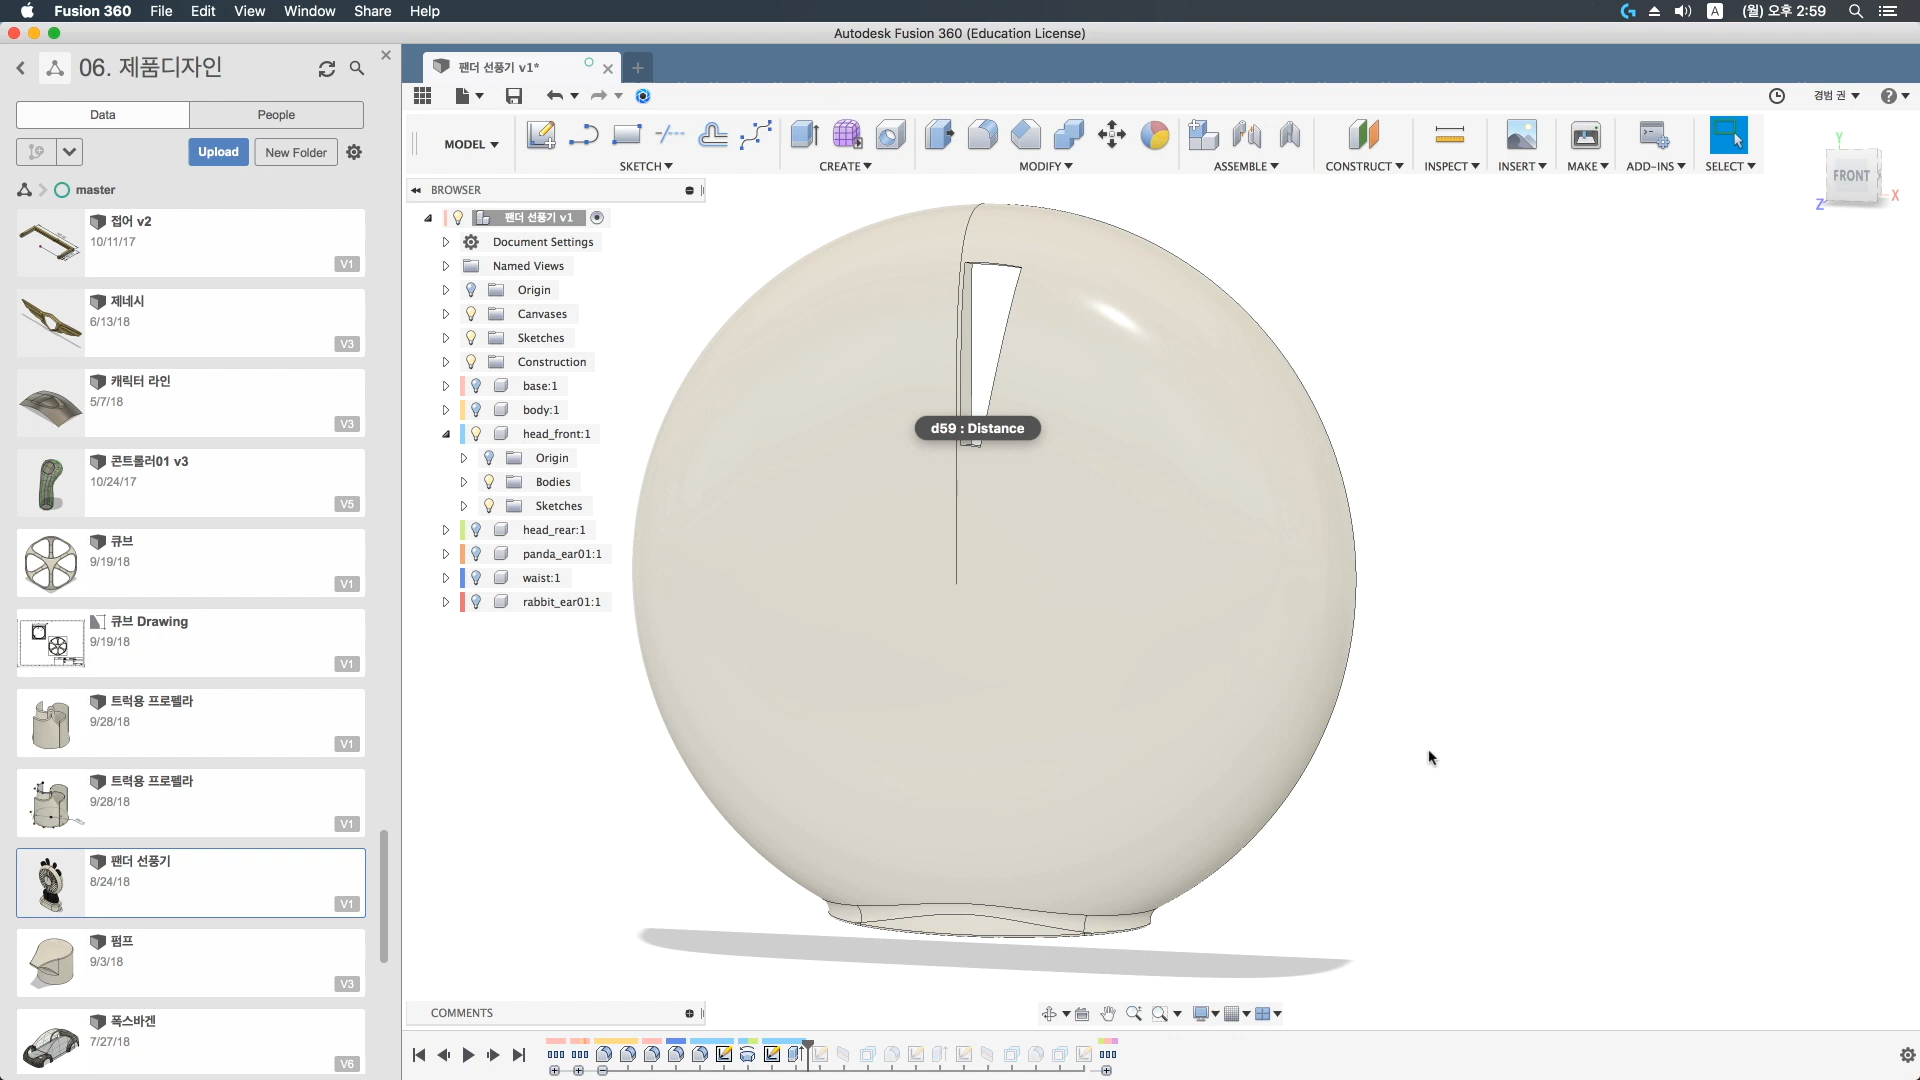 Fusion 360 File Edit View Window Share Help
A (월) 오후 2:59
Autodesk Fusion 360 (Education License)
06. 제품디자인
팬더 선풍기 v1*
Data People
경범 권
Upload New Folder
MODEL
SKETCH CREATE MODIFY ASSEMBLE CONSTRUCT INSPECT INSERT MAKE ADD-INS SELECT
Y
FRONT
X
Z
master
BROWSER
접어 v2
10/11/17
V1
제네시
6/13/18
V3
캐릭터 라인
5/7/18
V3
콘트롤러01 v3
10/24/17
V5
큐브
9/19/18
V1
큐브 Drawing
9/19/18
V1
트럭용 프로펠라
9/28/18
V1
트력용 프로펠라
9/28/18
V1
팬더 선풍기
8/24/18
V1
펌프
9/3/18
V3
폭스바겐
7/27/18
V6
팬더 선풍기 v1
Document Settings
Named Views
Origin
Canvases
Sketches
Construction
base:1
body:1
head_front:1
Origin
Bodies
Sketches
head_rear:1
panda_ear01:1
waist:1
rabbit_ear01:1
d59 : Distance
COMMENTS